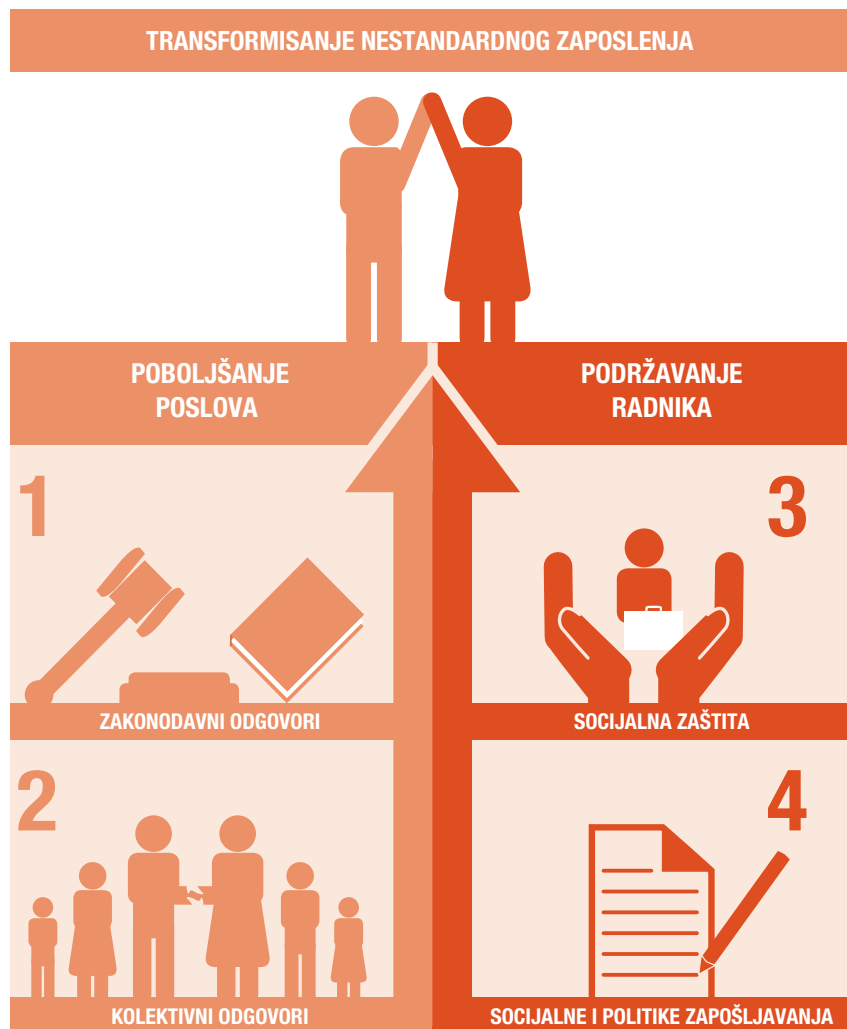 TRANSFORMISANJE NESTANDARDNOG ZAPOSLENJA
POBOLJŠANJE
POSLOVA
1
ZAKONODAVNI ODGOVORI
2
KOLEKTIVNI ODGOVORI
PODRŽAVANJE
RADNIKA
3
SOCIJALNA ZAŠTITA
4
SOCIJALNE I POLITIKE ZAPOŠLJAVANJA